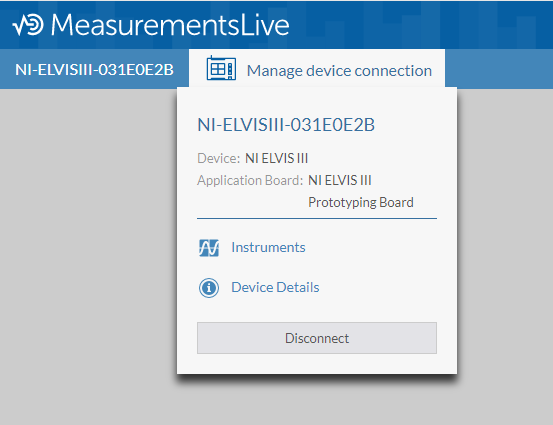 MeasurementsLive
NI-ELVISIII-031E0E2B
Manage device connection
NI-ELVISIII-031E0E2B
Device: NI ELVIS III
Application Board: NI ELVIS III
Prototyping Board
Instruments
Device Details
Disconnect